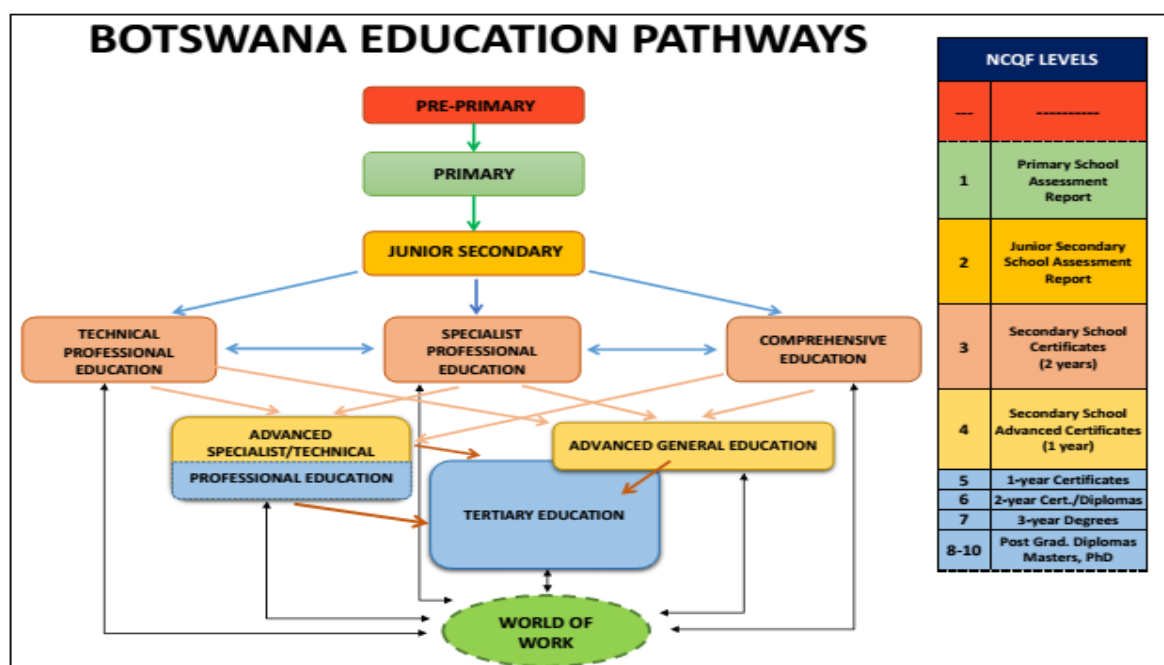 BOTSWANA EDUCATION PATHWAYS
PRE-PRIMARY
PRIMARY
JUNIOR SECONDARY
TECHNICAL
PROFESSIONAL
EDUCATION
SPECIALIST
PROFESSIONAL
EDUCATION
COMPREHENSIVE
EDUCATION
ADVANCED
SPECIALIST/TECHNICAL
PROFESSIONAL EDUCATION
ADVANCED GENERAL EDUCATION
TERTIARY EDUCATION
WORLD OF
WORK
NCQF LEVELS
--- ----------
1 Primary School
Assessment
Report
2 Junior Secondary
School Assessment
Report
3 Secondary School
Certificates
(2 years)
4 Secondary School
Advanced Certificates
(1 year)
5 1-year Certificates
6 2-year Cert./Diplomas
7 3-year Degrees
8-10 Post Grad. Diplomas
Masters, PhD